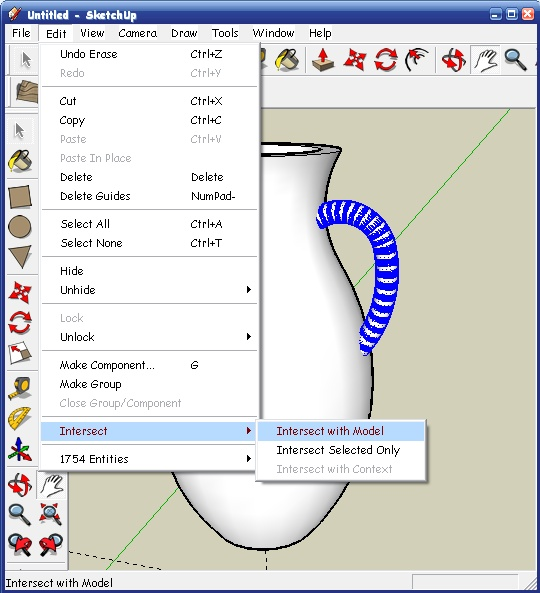 Untitled - SketchUp
File Edit View Camera Draw Tools Window Help
Undo Erase Ctrl+Z
Redo Ctrl+Y
Cut Ctrl+X
Copy Ctrl+C
Paste Ctrl+V
Paste In Place
Delete Delete
Delete Guides NumPad-
Select All Ctrl+A
Select None Ctrl+T
Hide
Unhide
Lock
Unlock
Make Component... G
Make Group
Close Group/Component
Intersect
Intersect with Model
Intersect Selected Only
Intersect with Context
1754 Entities
Intersect with Model